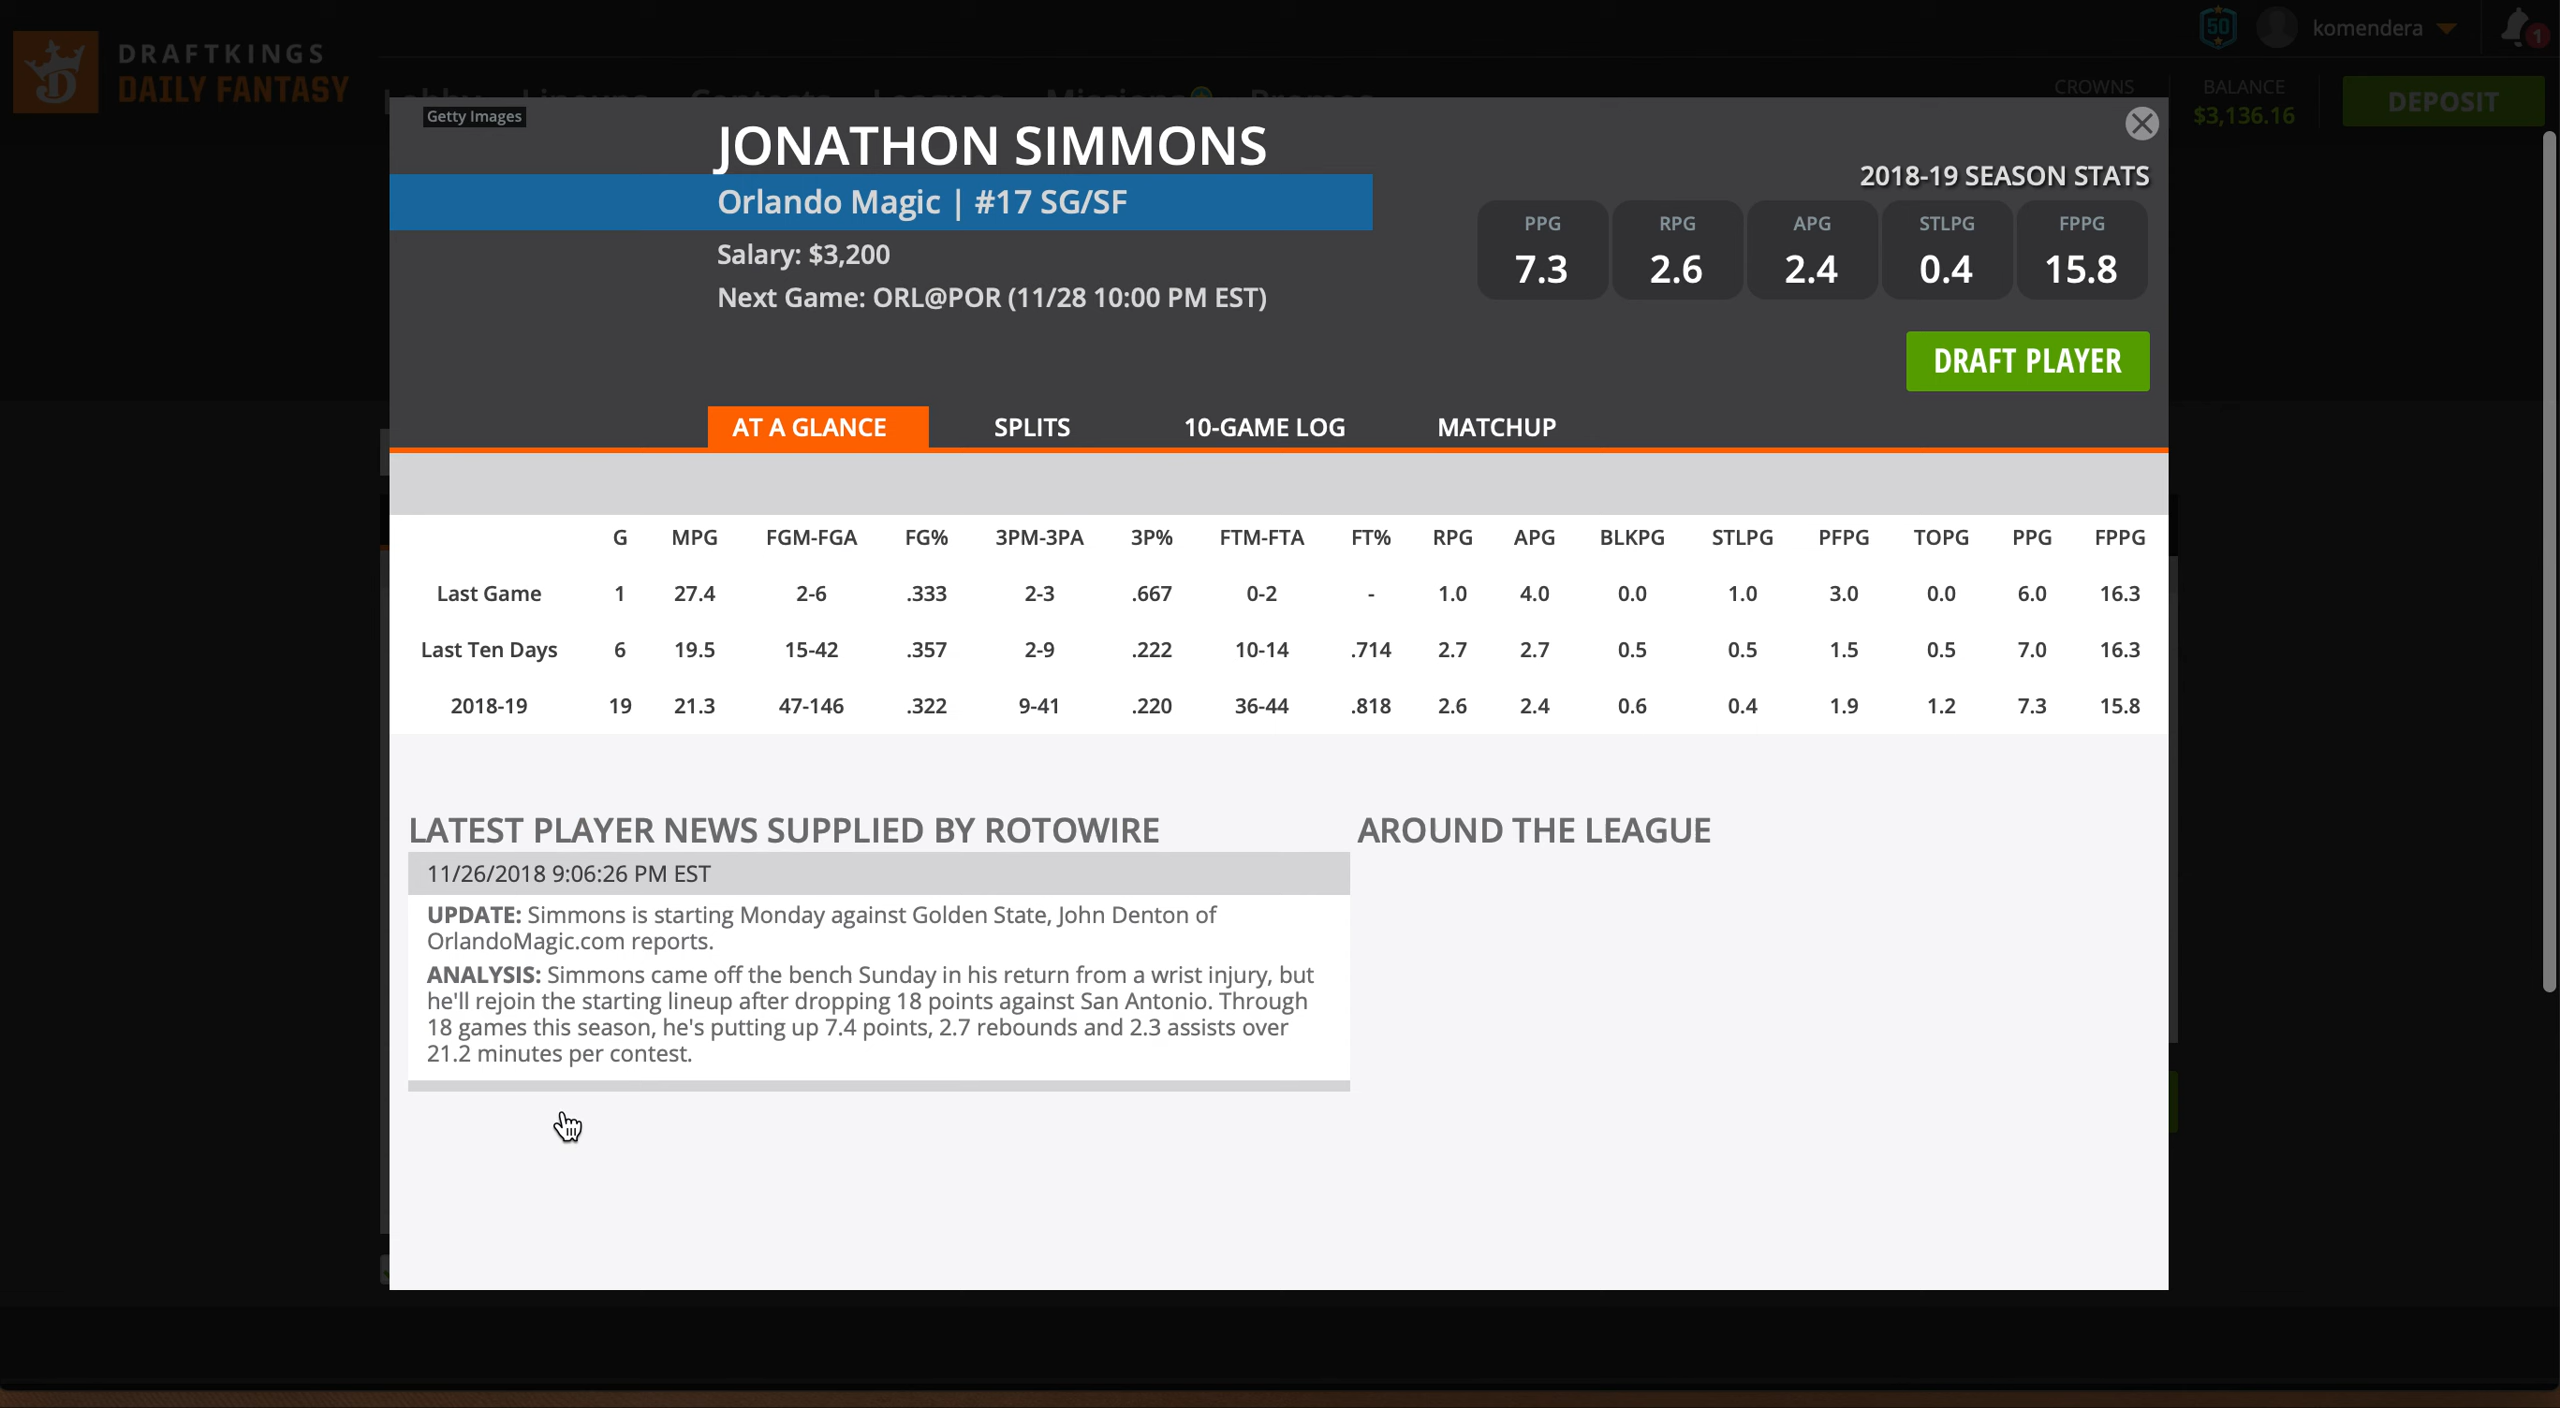 DRAFTKINGS
DAILY FANTASY
50
komendera
1
Lobby Lineups Contests Leagues Missions Promos
CROWNS
BALANCE
$3,136.16
DEPOSIT
Getty Images
JONATHON SIMMONS
Orlando Magic | #17 SG/SF
Salary: $3,200
Next Game: ORL@POR (11/28 10:00 PM EST)
2018-19 SEASON STATS
PPG RPG APG STLPG FPPG
7.3 2.6 2.4 0.4 15.8
DRAFT PLAYER
AT A GLANCE SPLITS 10-GAME LOG MATCHUP
G MPG FGM-FGA FG% 3PM-3PA 3P% FTM-FTA FT% RPG APG BLKPG STLPG PFPG TOPG PPG FPPG
Last Game 1 27.4 2-6 .333 2-3 .667 0-2 - 1.0 4.0 0.0 1.0 3.0 0.0 6.0 16.3
Last Ten Days 6 19.5 15-42 .357 2-9 .222 10-14 .714 2.7 2.7 0.5 0.5 1.5 0.5 7.0 16.3
2018-19 19 21.3 47-146 .322 9-41 .220 36-44 .818 2.6 2.4 0.6 0.4 1.9 1.2 7.3 15.8
LATEST PLAYER NEWS SUPPLIED BY ROTOWIRE
11/26/2018 9:06:26 PM EST
UPDATE: Simmons is starting Monday against Golden State, John Denton of
OrlandoMagic.com reports.
ANALYSIS: Simmons came off the bench Sunday in his return from a wrist injury, but
he'll rejoin the starting lineup after dropping 18 points against San Antonio. Through
18 games this season, he's putting up 7.4 points, 2.7 rebounds and 2.3 assists over
21.2 minutes per contest.
AROUND THE LEAGUE